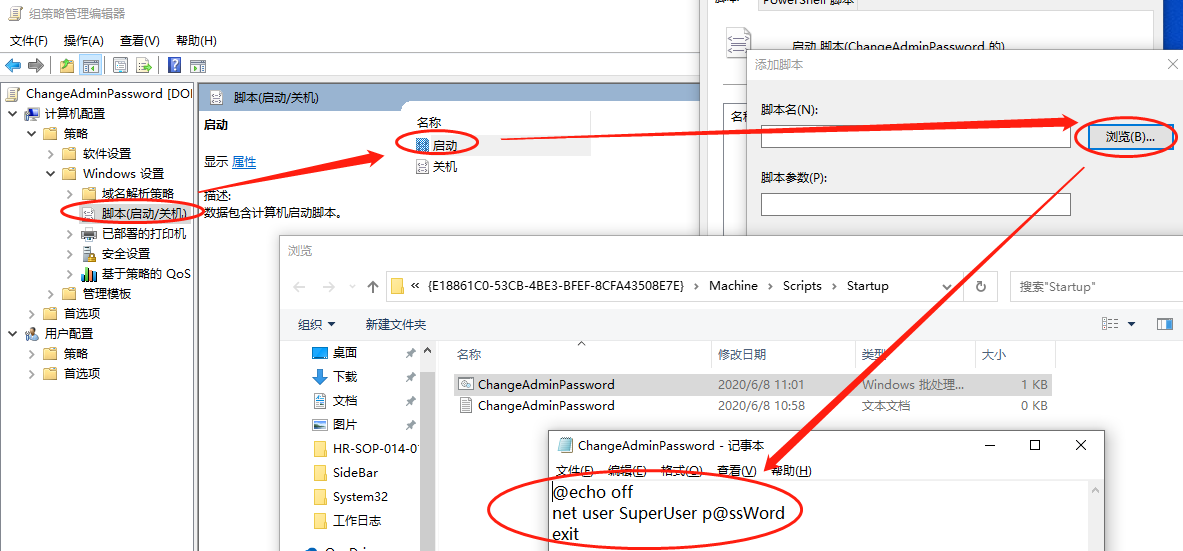 组策略管理编辑器
文件(F) 操作(A) 查看(V) 帮助(H)
ChangeAdminPassword [DOI
计算机配置
策略
软件设置
Windows 设置
域名解析策略
脚本(启动/关机)
已部署的打印机
安全设置
基于策略的 QoS
管理模板
首选项
用户配置
策略
首选项
脚本(启动/关机)
启动
显示 属性
描述:
数据包含计算机启动脚本。
名称
启动
关机
PowerShell 脚本
启动 脚本(ChangeAdminPassword 的)
添加脚本
脚本名(N):
浏览(B)...
脚本参数(P):
浏览
« {E18861C0-53CB-4BE3-BFEF-8CFA43508E7E} › Machine › Scripts › Startup
搜索"Startup"
组织 新建文件夹
桌面
下载
文档
图片
HR-SOP-014-0
SideBar
System32
工作日志
名称 修改日期 类型 大小
ChangeAdminPassword 2020/6/8 11:01 Windows 批处理... 1 KB
ChangeAdminPassword 2020/6/8 10:58 文本文档 0 KB
ChangeAdminPassword - 记事本
文件(F) 编辑(E) 格式(O) 查看(V) 帮助(H)
@echo off
net user SuperUser p@ssWord
exit